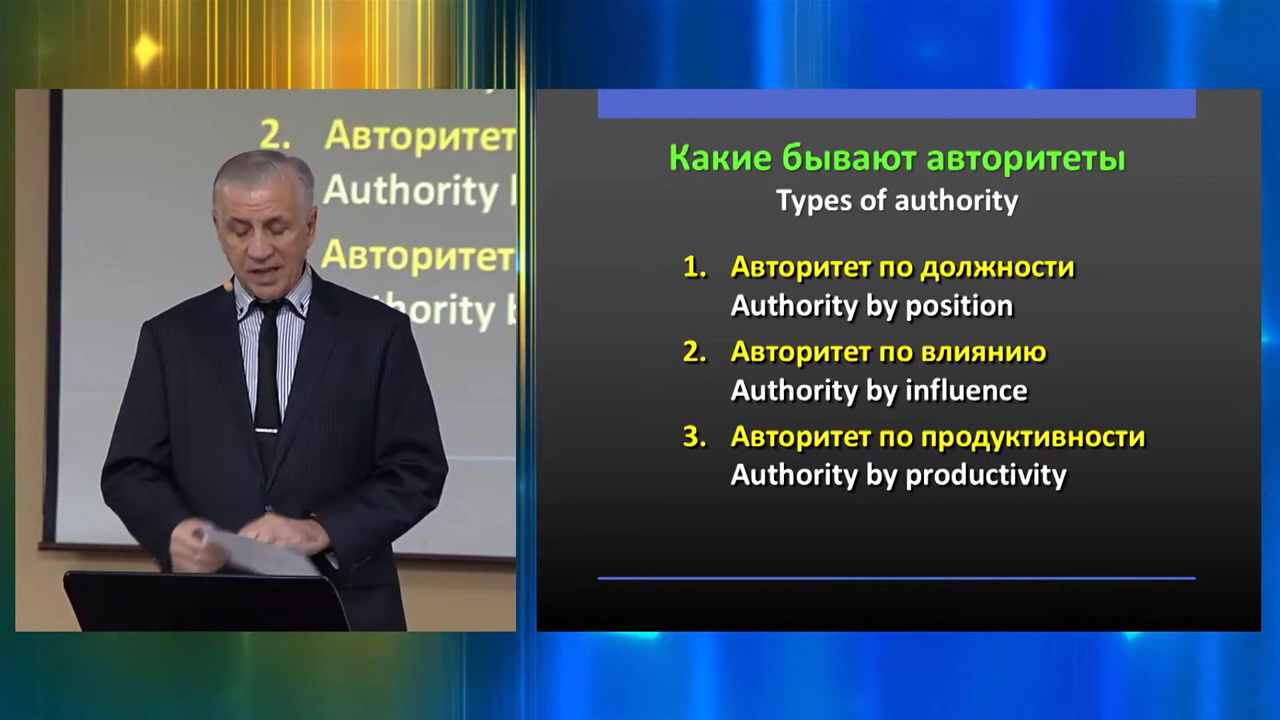 2. Авторитет
Authority
Авторитет
Какие бывают авторитеты
Types of authority
1. Авторитет по должности
Authority by position
2. Авторитет по влиянию
Authority by influence
3. Авторитет по продуктивности
Authority by productivity